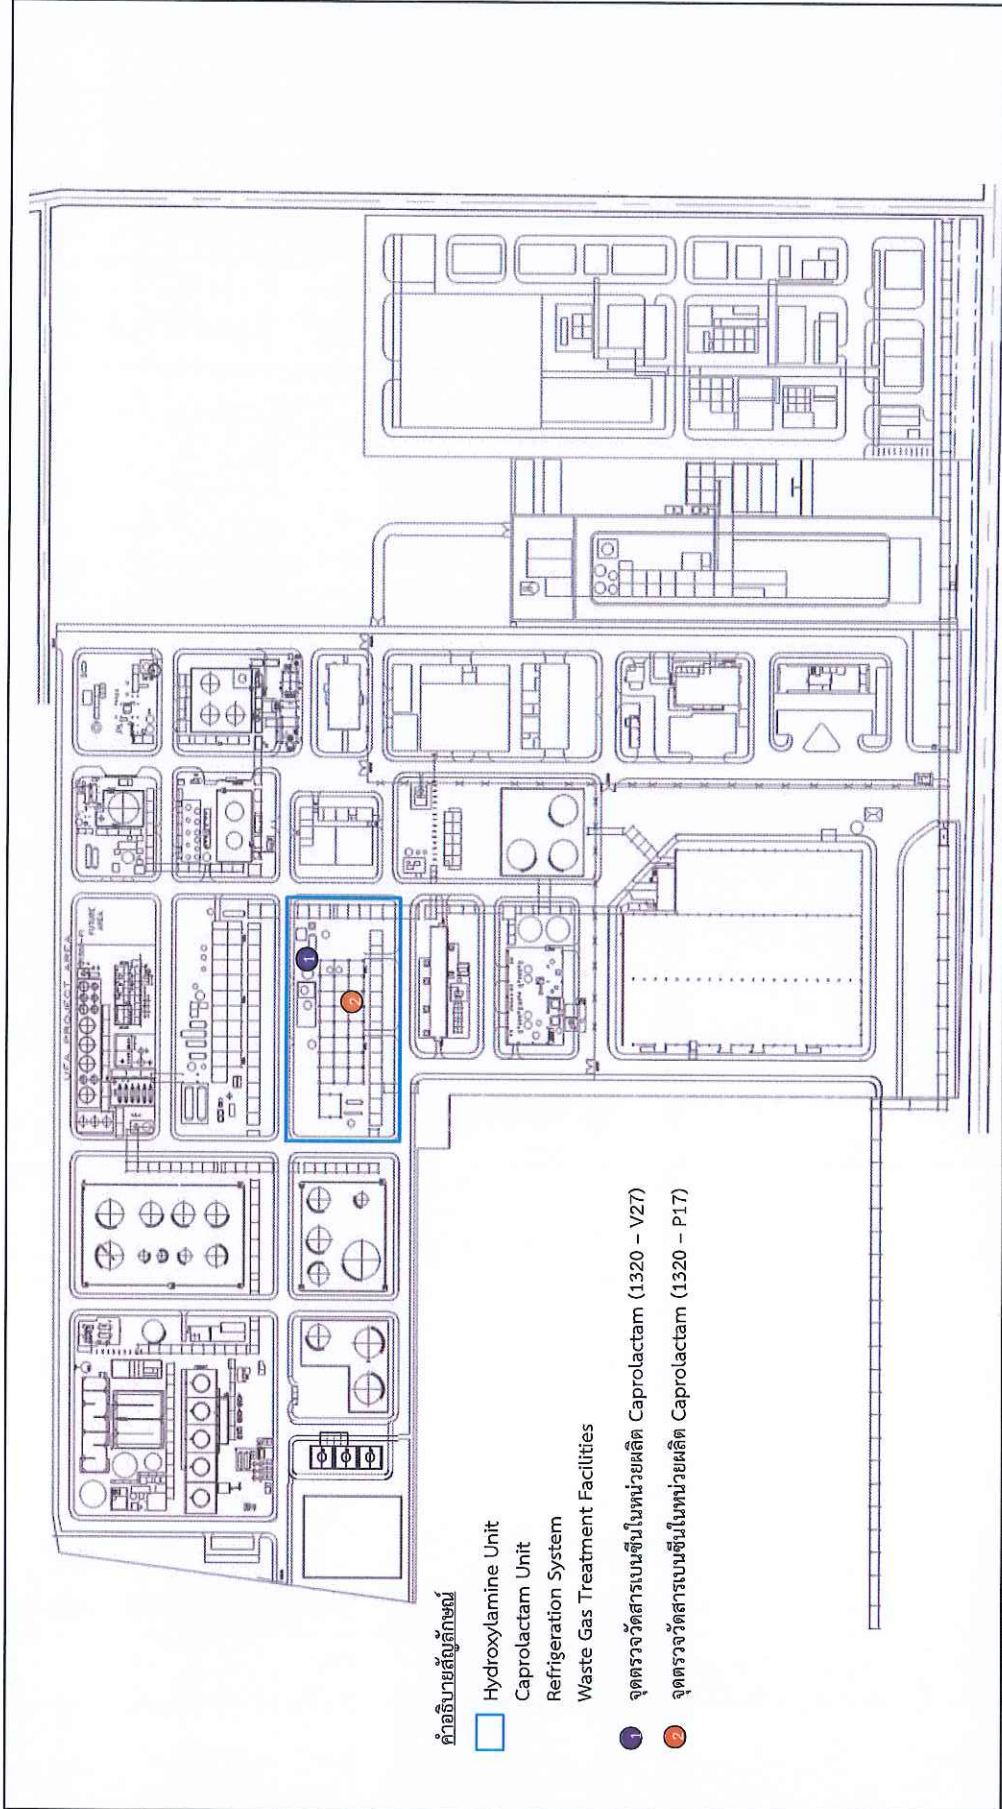 UFA PROJECT AREA
FUTURE
AREA
1
2
คำอธิบายสัญลักษณ์
Hydroxylamine Unit
Caprolactam Unit
Refrigeration System
Waste Gas Treatment Facilities
1 จุดตรวจวัดสารเบนซีนในหน่วยผลิต Caprolactam (1320 – V27)
2 จุดตรวจวัดสารเบนซีนในหน่วยผลิต Caprolactam (1320 – P17)